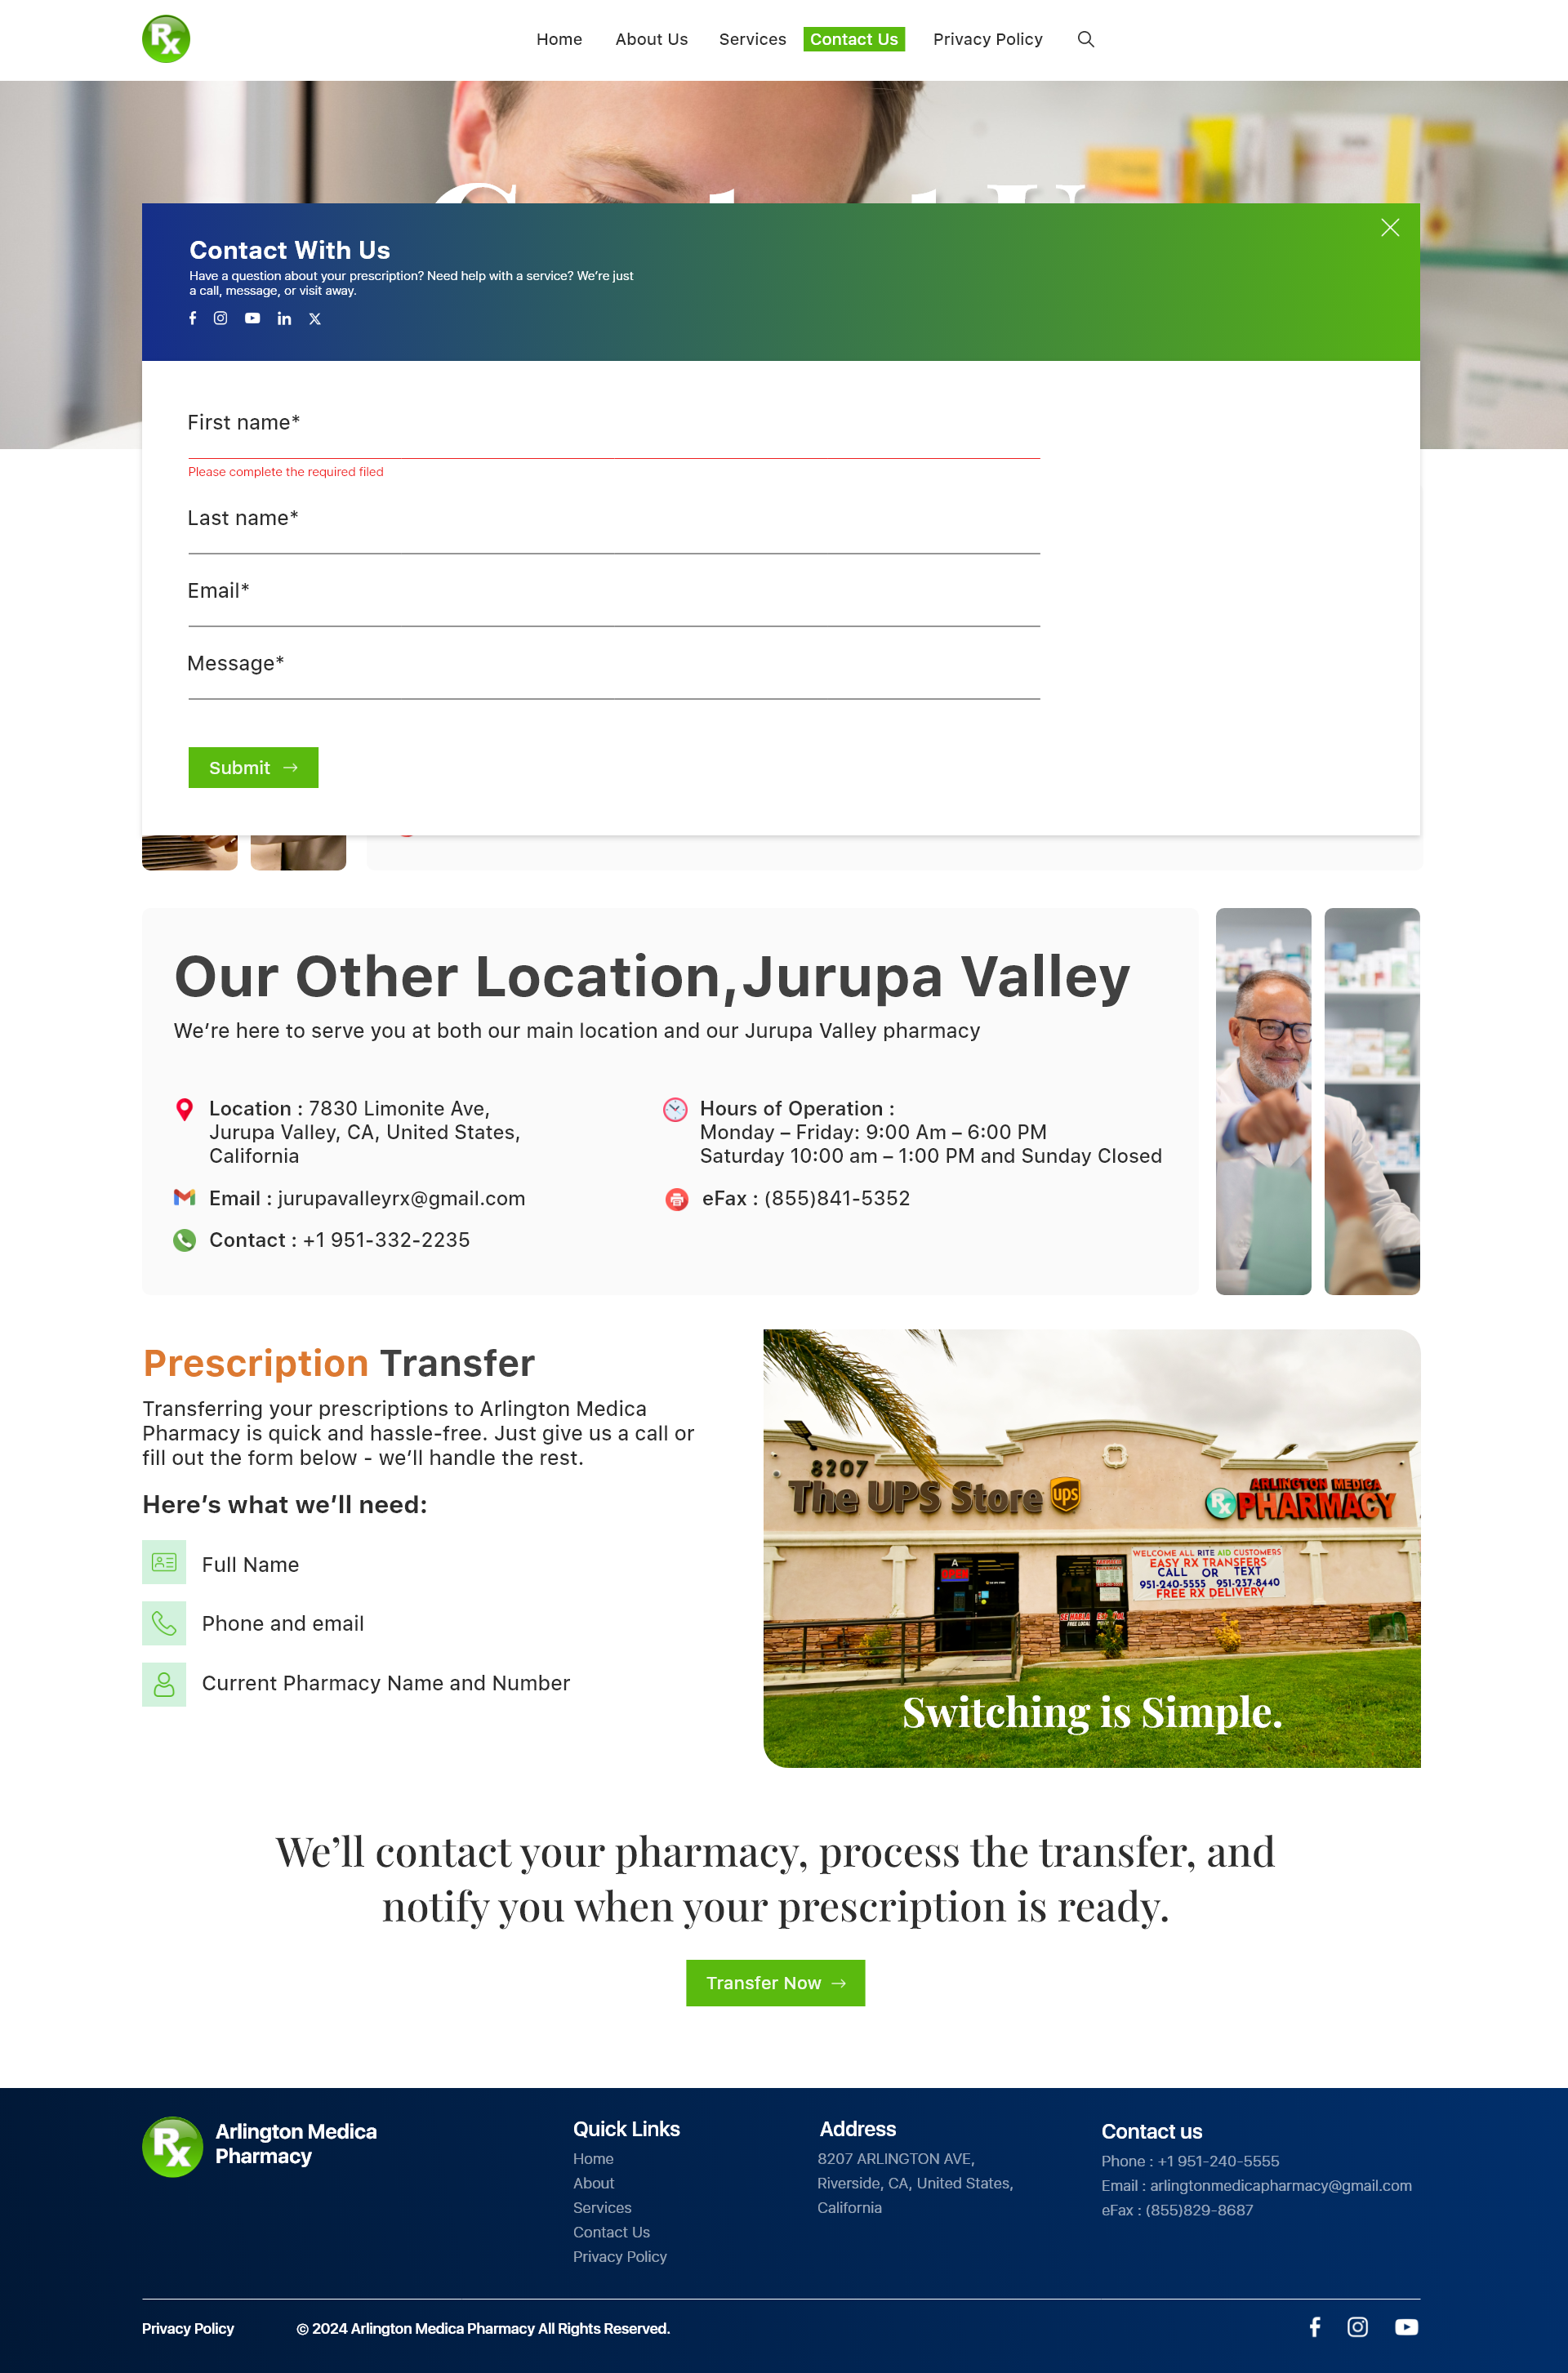 Rx
Home About Us Services Contact Us Privacy Policy
Contact With Us
Have a question about your prescription? Need help with a service? We’re just
a call, message, or visit away.
First name*
Please complete the required filed
Last name*
Email*
Message*
Submit →
Our Other Location,Jurupa Valley
We’re here to serve you at both our main location and our Jurupa Valley pharmacy
Location : 7830 Limonite Ave,
Jurupa Valley, CA, United States,
California
Email : jurupavalleyrx@gmail.com
Contact : +1 951-332-2235
Hours of Operation :
Monday – Friday: 9:00 Am – 6:00 PM
Saturday 10:00 am – 1:00 PM and Sunday Closed
eFax : (855)841-5352
Prescription Transfer
Transferring your prescriptions to Arlington Medica
Pharmacy is quick and hassle-free. Just give us a call or
fill out the form below - we’ll handle the rest.
Here’s what we’ll need:
Full Name
Phone and email
Current Pharmacy Name and Number
8207
The UPS Store ups
ARLINGTON MEDICA
Rx PHARMACY
WELCOME ALL RITE AID CUSTOMERS
EASY RX TRANSFERS
CALL OR TEXT
951-240-5555 951-237-8440
FREE RX DELIVERY
A
OPEN
Switching is Simple.
We’ll contact your pharmacy, process the transfer, and
notify you when your prescription is ready.
Transfer Now →
Rx
Arlington Medica
Pharmacy
Quick Links
Home
About
Services
Contact Us
Privacy Policy
Address
8207 ARLINGTON AVE,
Riverside, CA, United States,
California
Contact us
Phone : +1 951-240-5555
Email : arlingtonmedicapharmacy@gmail.com
eFax : (855)829-8687
Privacy Policy © 2024 Arlington Medica Pharmacy All Rights Reserved.